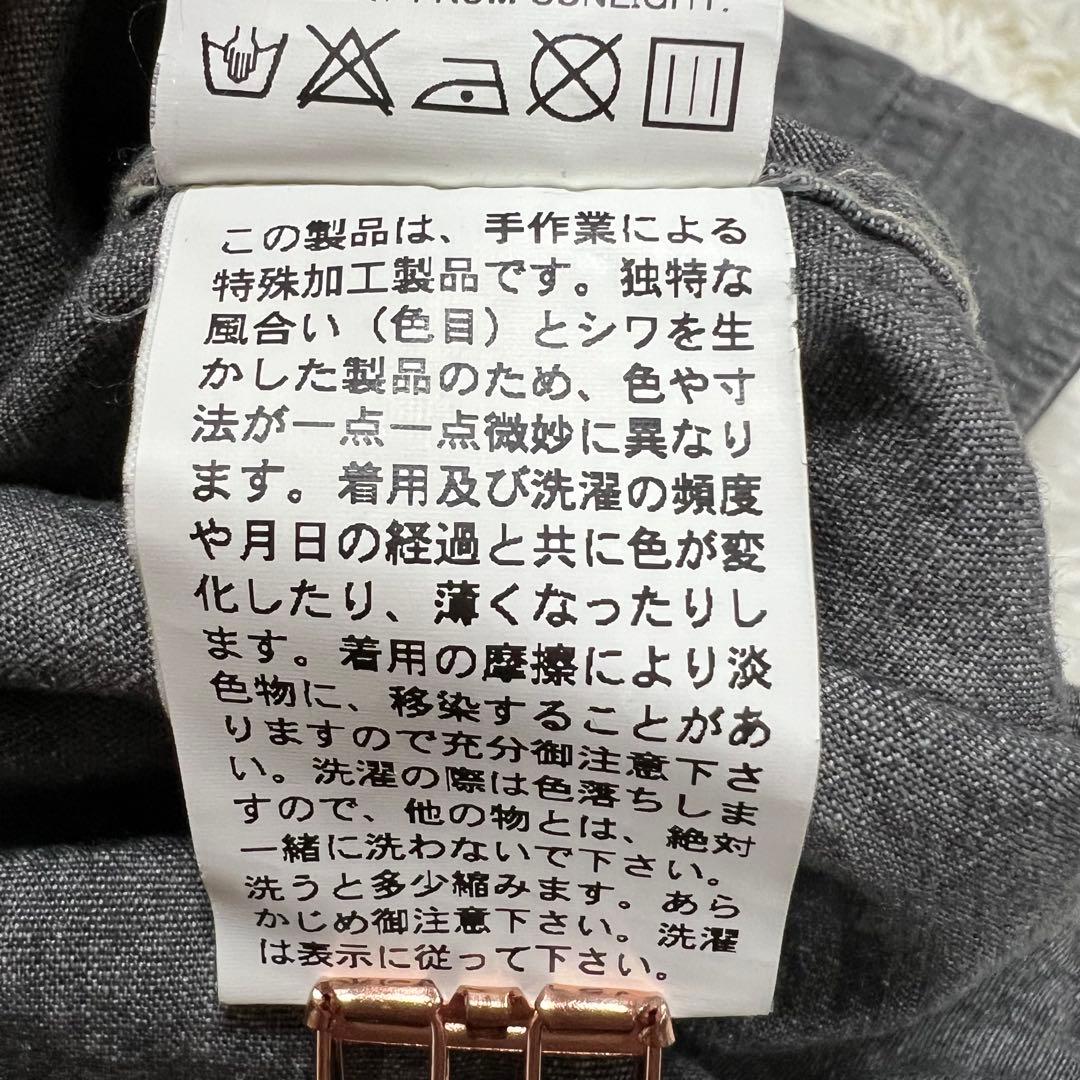 FROM SUNLIGHT.
この製品は、手作業による
特殊加工製品です。独特な
風合い（色目）とシワを生
かした製品のため、色や寸
法が一点一点微妙に異なり
ます。着用及び洗濯の頻度
や月日の経過と共に色が変
化したり、薄くなったりし
ます。着用の摩擦により淡
色物に、移染することがあ
りますので充分御注意下さ
い。洗濯の際は色落ちしま
すので、他の物とは、絶対
一緒に洗わないで下さい。
洗うと多少縮みます。あら
かじめ御注意下さい。洗濯
は表示に従って下さい。